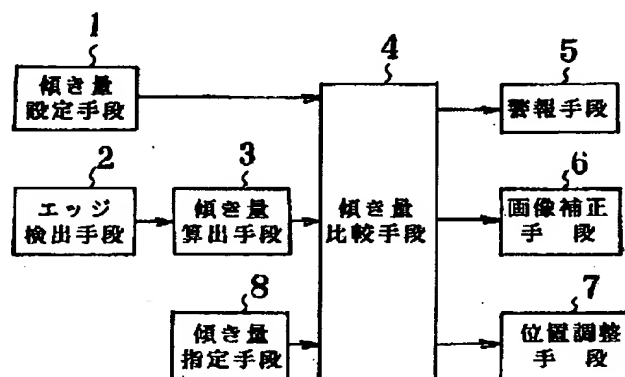 1
傾き量
設定手段
2
エッジ
検出手段
3
傾き量
算出手段
8
傾き量
指定手段
4
傾き量
比較手段
5
警報手段
6
画像補正
手段
7
位置調整
手段